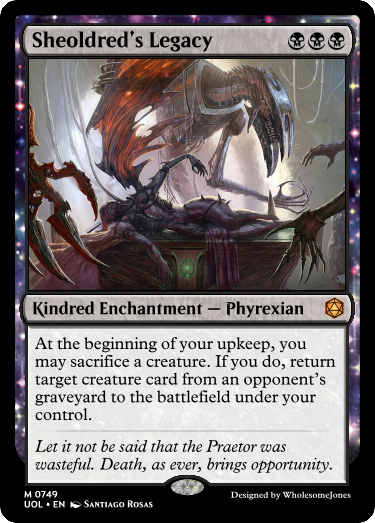 Sheoldred's Legacy
Kindred Enchantment — Phyrexian
At the beginning of your upkeep, you
may sacrifice a creature. If you do, return
target creature card from an opponent's
graveyard to the battlefield under your
control.
Let it not be said that the Praetor was
wasteful. Death, as ever, brings opportunity.
M 0749
UOL • EN Santiago Rosas
Designed by WholesomeJones